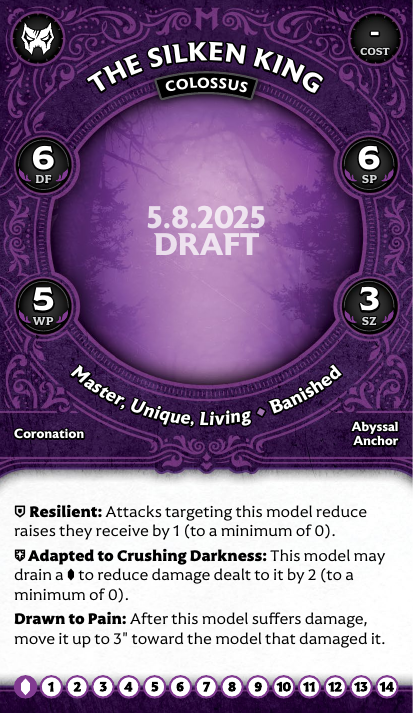 -
COST
THE SILKEN KING
COLOSSUS
6
DF
6
SP
5.8.2025
DRAFT
5
WP
3
SZ
Master, Unique, Living ⬥ Banished
Coronation
Abyssal
Anchor
Resilient: Attacks targeting this model reduce
raises they receive by 1 (to a minimum of 0).
Adapted to Crushing Darkness: This model may
drain a to reduce damage dealt to it by 2 (to a
minimum of 0).
Drawn to Pain: After this model suffers damage,
move it up to 3" toward the model that damaged it.
1 2 3 4 5 6 7 8 9 10 11 12 13 14